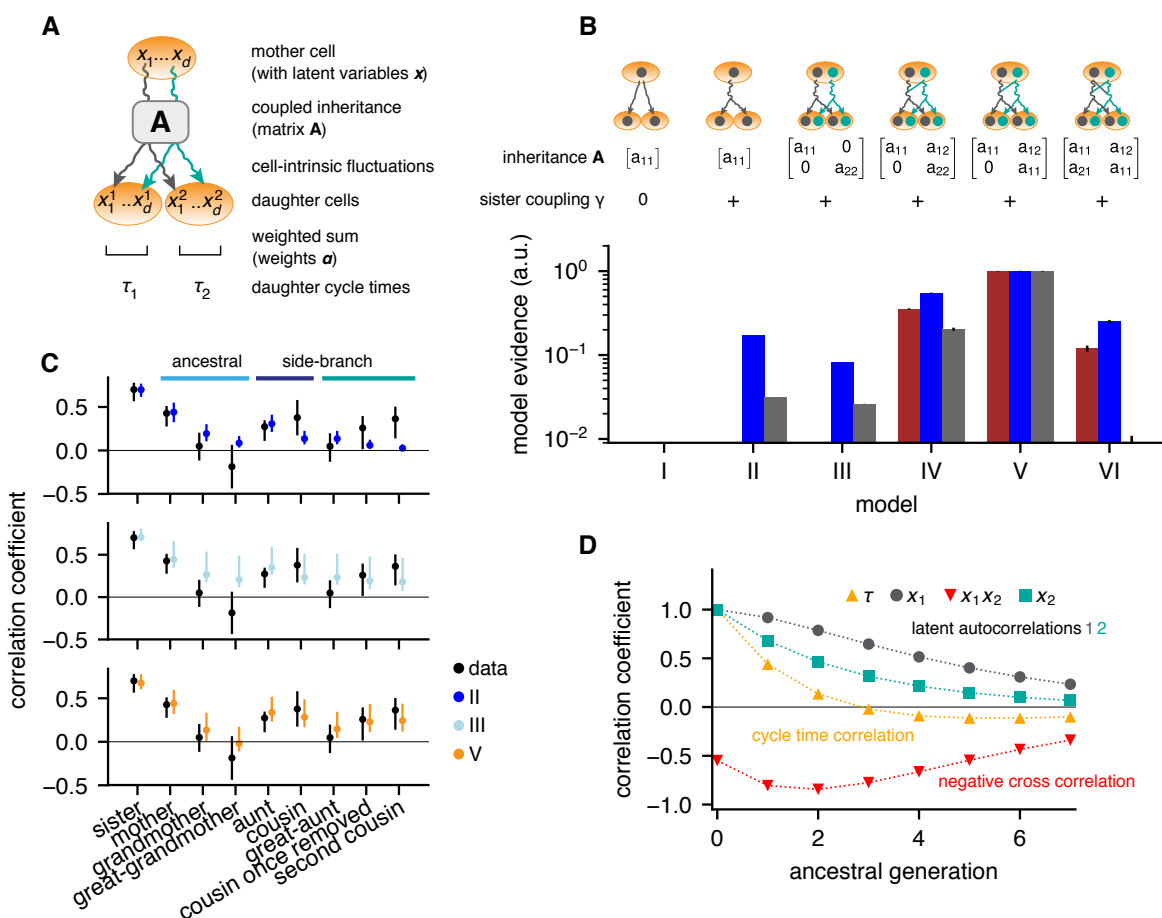 A
x1... xd
mother cell
(with latent variables x)
A
coupled inheritance
(matrix A)
cell-intrinsic fluctuations
x11 ..xd1
x12 ..xd2
daughter cells
weighted sum
(weights α)
τ1
τ2
daughter cycle times
B
inheritance A
[a11]
[a11]
a11 0
0 a22
a11 a12
0 a22
a11 a12
0 a11
a11 a12
a21 a11
sister coupling γ
0 + + + + +
model evidence (a.u.)
10⁰
10⁻¹
10⁻²
I II III IV V VI
model
C
ancestral
side-branch
correlation coefficient
0.5
0.0
−0.5
0.5
0.0
−0.5
0.5
0.0
−0.5
data
II
III
V
sister
mother
grandmother
great-grandmother
aunt
cousin
great-aunt
cousin once removed
second cousin
D
τ x1 x1x2 x2
latent autocorrelations 1 2
correlation coefficient
1.0
0.5
0.0
−0.5
−1.0
cycle time correlation
negative cross correlation
0 2 4 6
ancestral generation